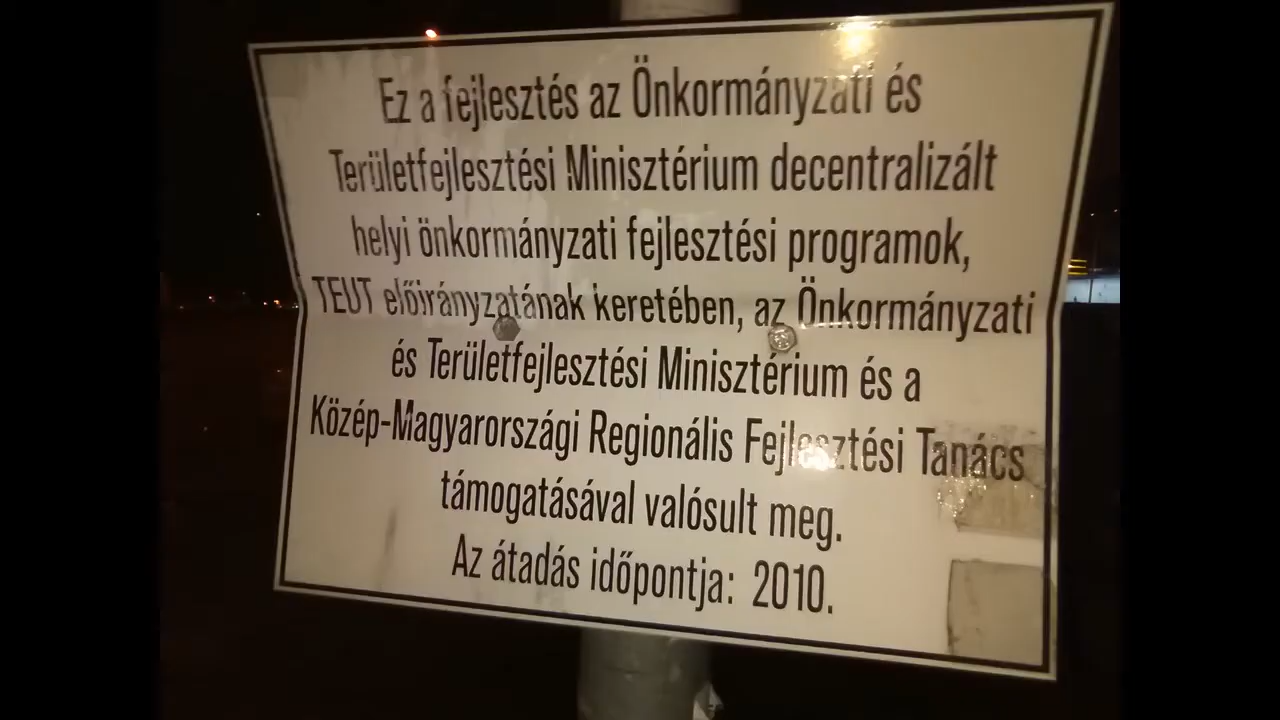 Ez a fejlesztés az Önkormányzati és
Területfejlesztési Minisztérium decentralizált
helyi önkormányzati fejlesztési programok,
TEUT előirányzatának keretében, az Önkormányzati
és Területfejlesztési Minisztérium és a
Közép-Magyarországi Regionális Fejlesztési Tanács
támogatásával valósult meg.
Az átadás időpontja: 2010.